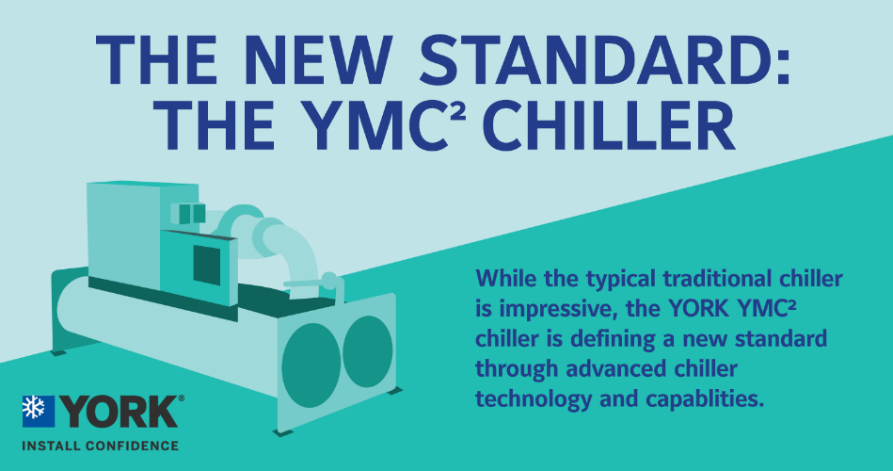 THE NEW STANDARD:
THE YMC² CHILLER
While the typical traditional chiller
is impressive, the YORK YMC²
chiller is defining a new standard
through advanced chiller
technology and capablities.
YORK®
INSTALL CONFIDENCE